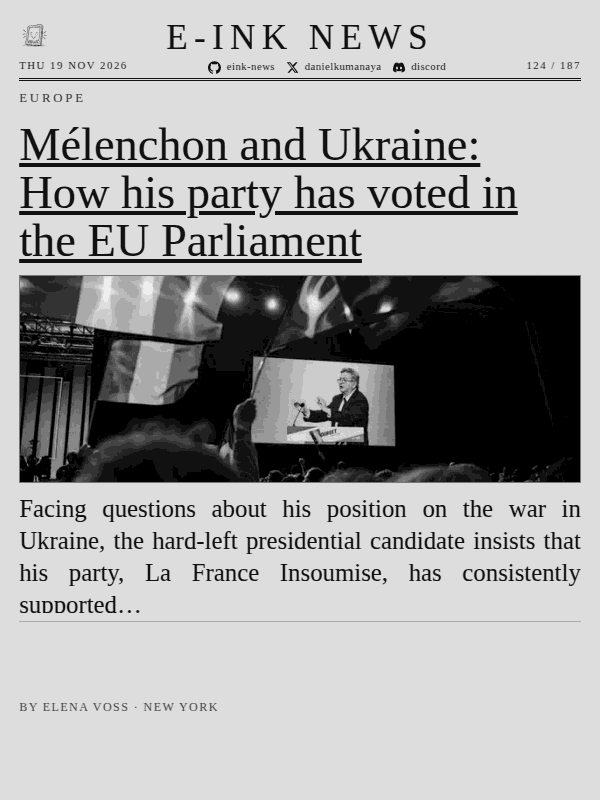 E-INK NEWS
THU 19 NOV 2026
eink-news danielkumanaya discord
124 / 187
EUROPE
Mélenchon and Ukraine:
How his party has voted in
the EU Parliament
Facing questions about his position on the war in
Ukraine, the hard-left presidential candidate insists that
his party, La France Insoumise, has consistently
supported…
BY ELENA VOSS · NEW YORK